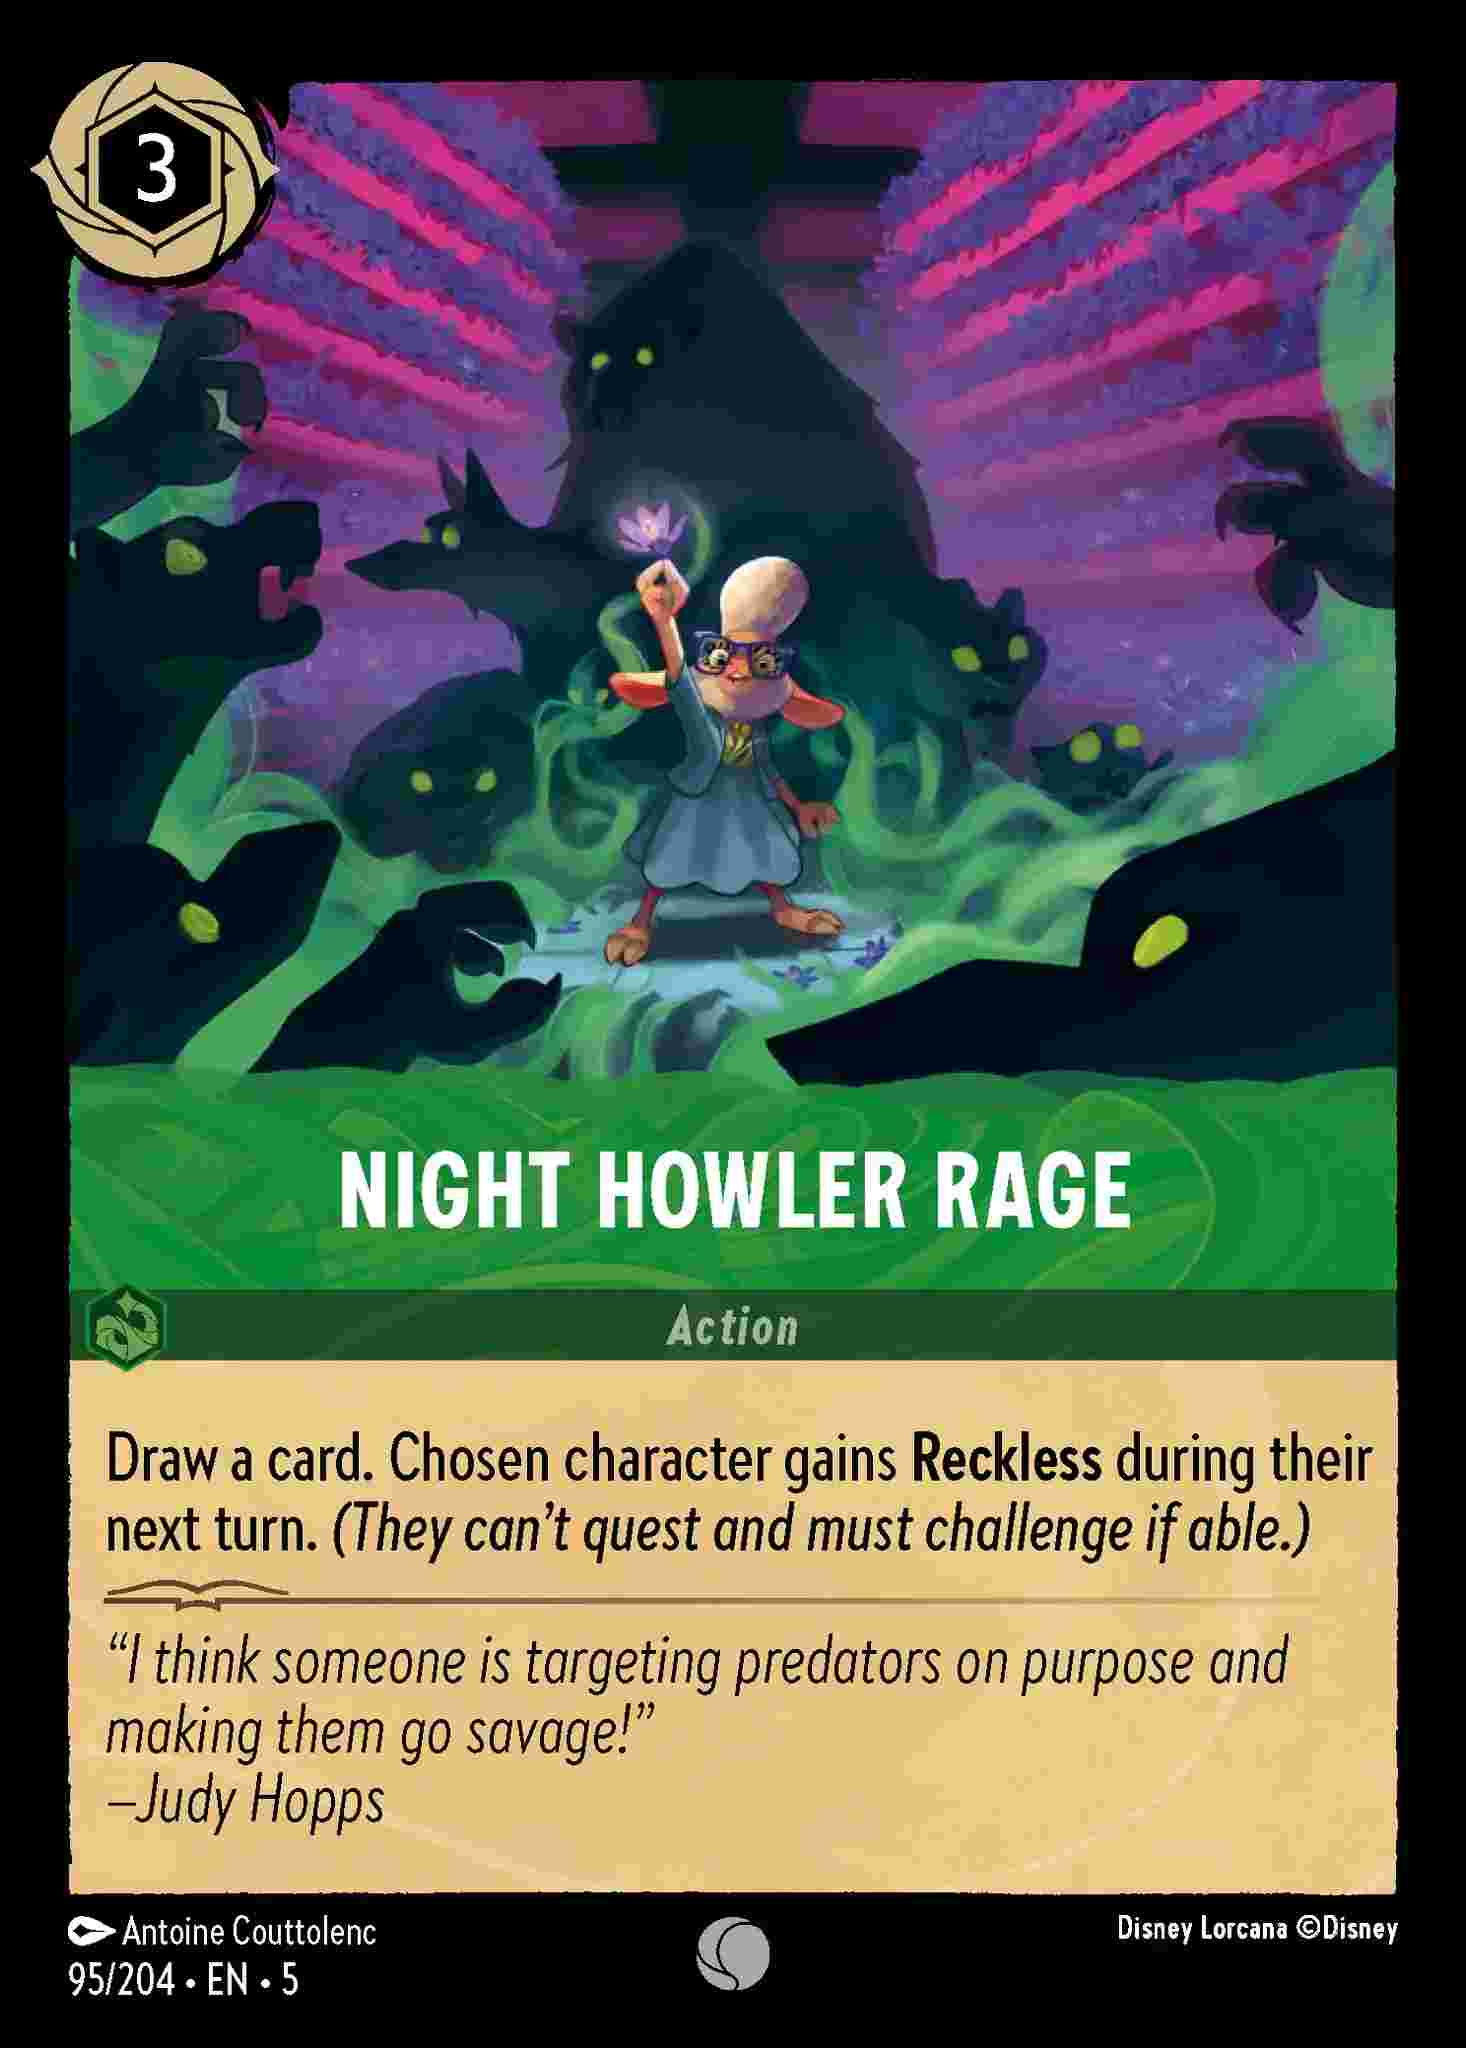 3
NIGHT HOWLER RAGE
Action
Draw a card. Chosen character gains Reckless during their
next turn. (They can’t quest and must challenge if able.)
“I think someone is targeting predators on purpose and
making them go savage!”
–Judy Hopps
Antoine Couttolenc
Disney Lorcana ©Disney
95/204 • EN • 5